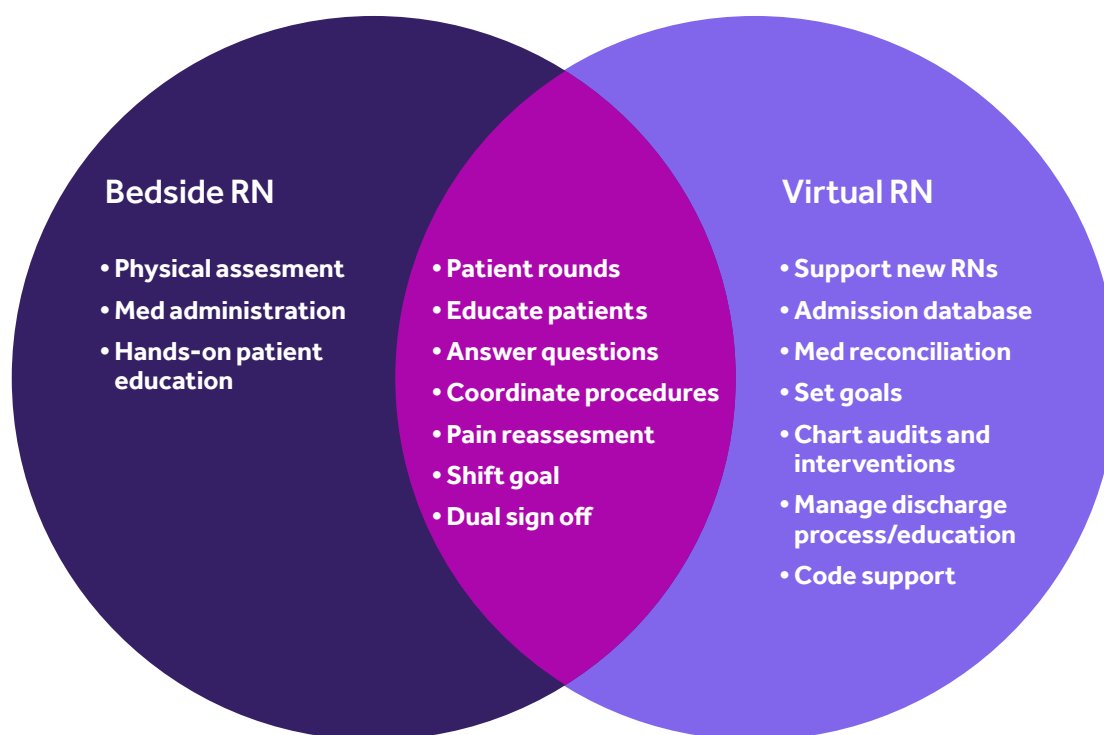 Bedside RN
• Physical assesment
• Med administration
• Hands-on patient
education
• Patient rounds
• Educate patients
• Answer questions
• Coordinate procedures
• Pain reassesment
• Shift goal
• Dual sign off
Virtual RN
• Support new RNs
• Admission database
• Med reconciliation
• Set goals
• Chart audits and
interventions
• Manage discharge
process/education
• Code support